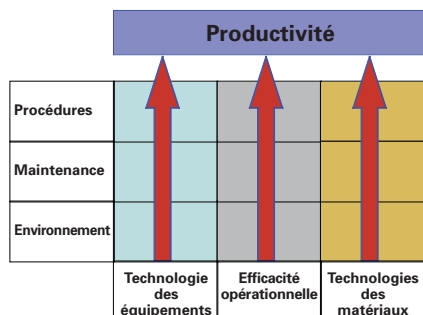 Productivité
Procédures
Maintenance
Environnement
Technologie
des
équipements
Efficacité
opérationnelle
Technologies
des
matériaux